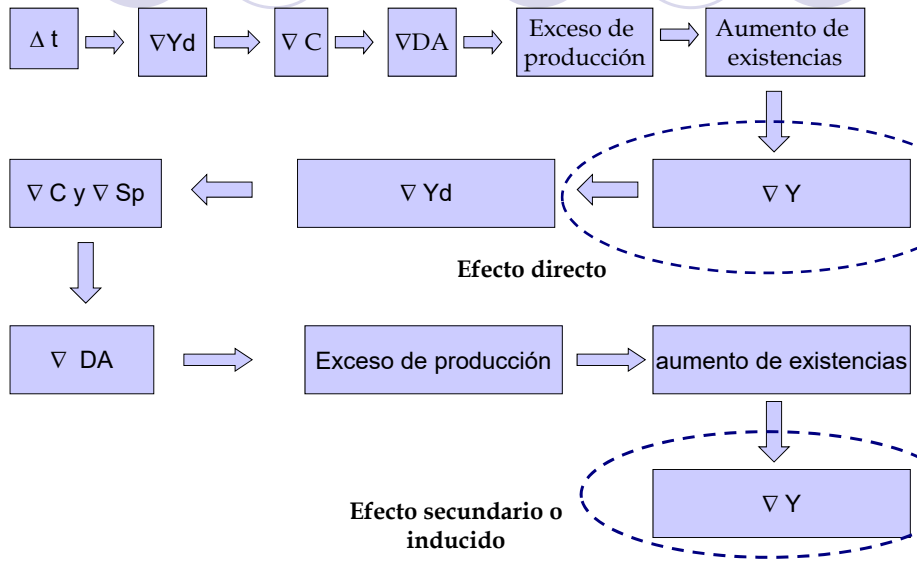 Δ t
∇Yd
∇ C
∇DA
Exceso de
producción
Aumento de
existencias
∇ C y ∇ Sp
∇ Yd
∇ Y
Efecto directo
∇ DA
Exceso de producción
aumento de existencias
Efecto secundario o
inducido
∇ Y